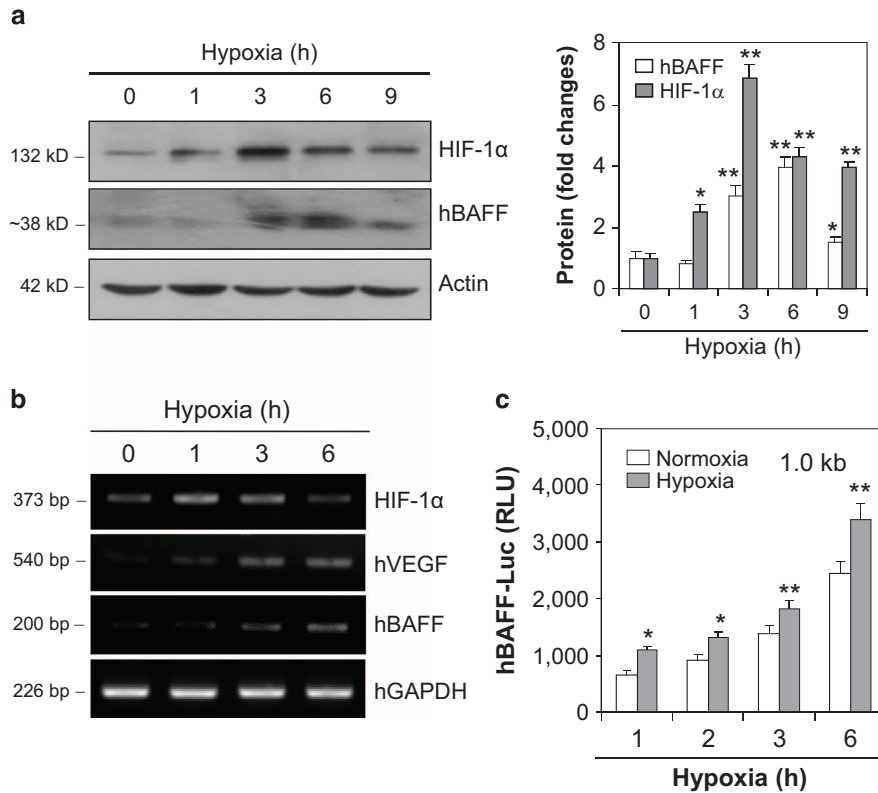 a
Hypoxia (h)
0 1 3 6 9
132 kD – HIF-1α
~38 kD – hBAFF
42 kD – Actin
Protein (fold changes)
8
6
4
2
0
hBAFF
HIF-1α
* ** ** ** ** * **
0 1 3 6 9
Hypoxia (h)
b
Hypoxia (h)
0 1 3 6
373 bp – HIF-1α
540 bp – hVEGF
200 bp – hBAFF
226 bp – hGAPDH
c
hBAFF-Luc (RLU)
5,000
4,000
3,000
2,000
1,000
0
Normoxia 1.0 kb
Hypoxia
* * ** **
1 2 3 6
Hypoxia (h)